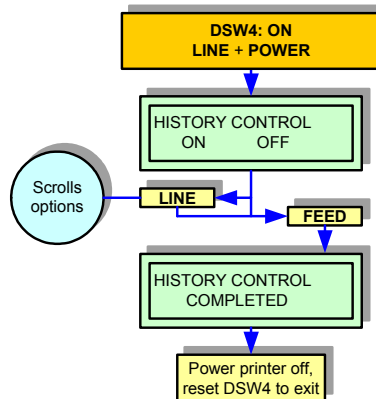 DSW4: ON
LINE + POWER
HISTORY CONTROL
ON OFF
Scrolls
options
LINE
FEED
HISTORY CONTROL
COMPLETED
Power printer off,
reset DSW4 to exit